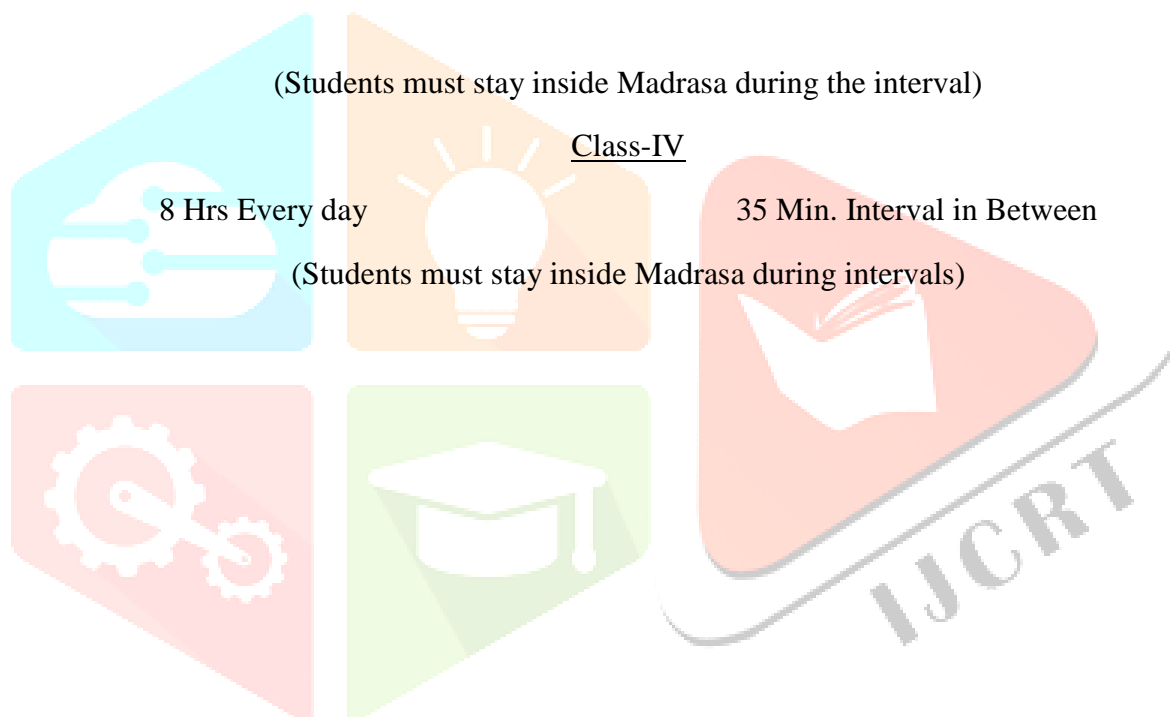 (Students must stay inside Madrasa during the interval)
Class-IV
8 Hrs Every day 35 Min. Interval in Between
(Students must stay inside Madrasa during intervals)
IJCRT